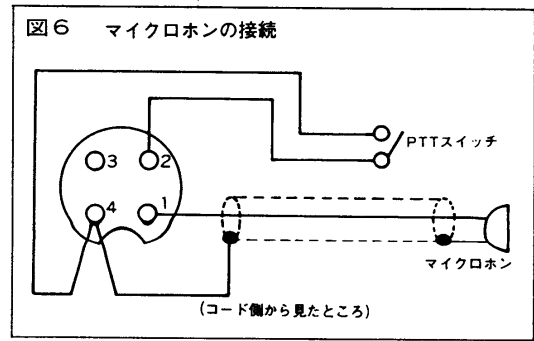 図6 マイクロホンの接続
3 2
PTTスイッチ
4 1
マイクロホン
(コード側から見たところ)